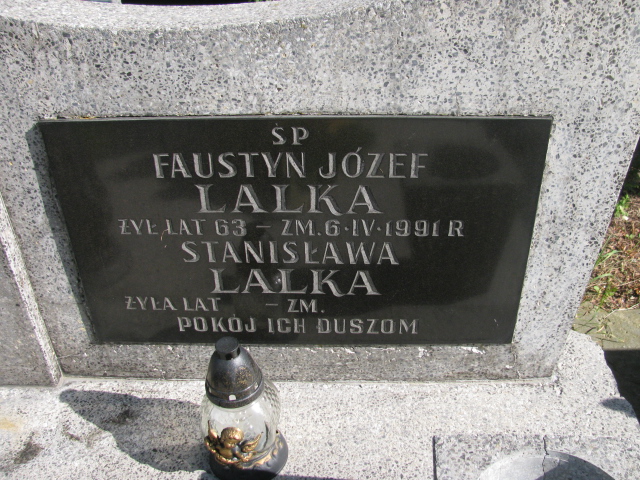 ŚP
FAUSTYN JÓZEF
LALKA
ŻYŁ LAT 63 – ZM. 6·IV·1991 R
STANISŁAWA
LALKA
ŻYŁA LAT – ZM.
POKÓJ ICH DUSZOM